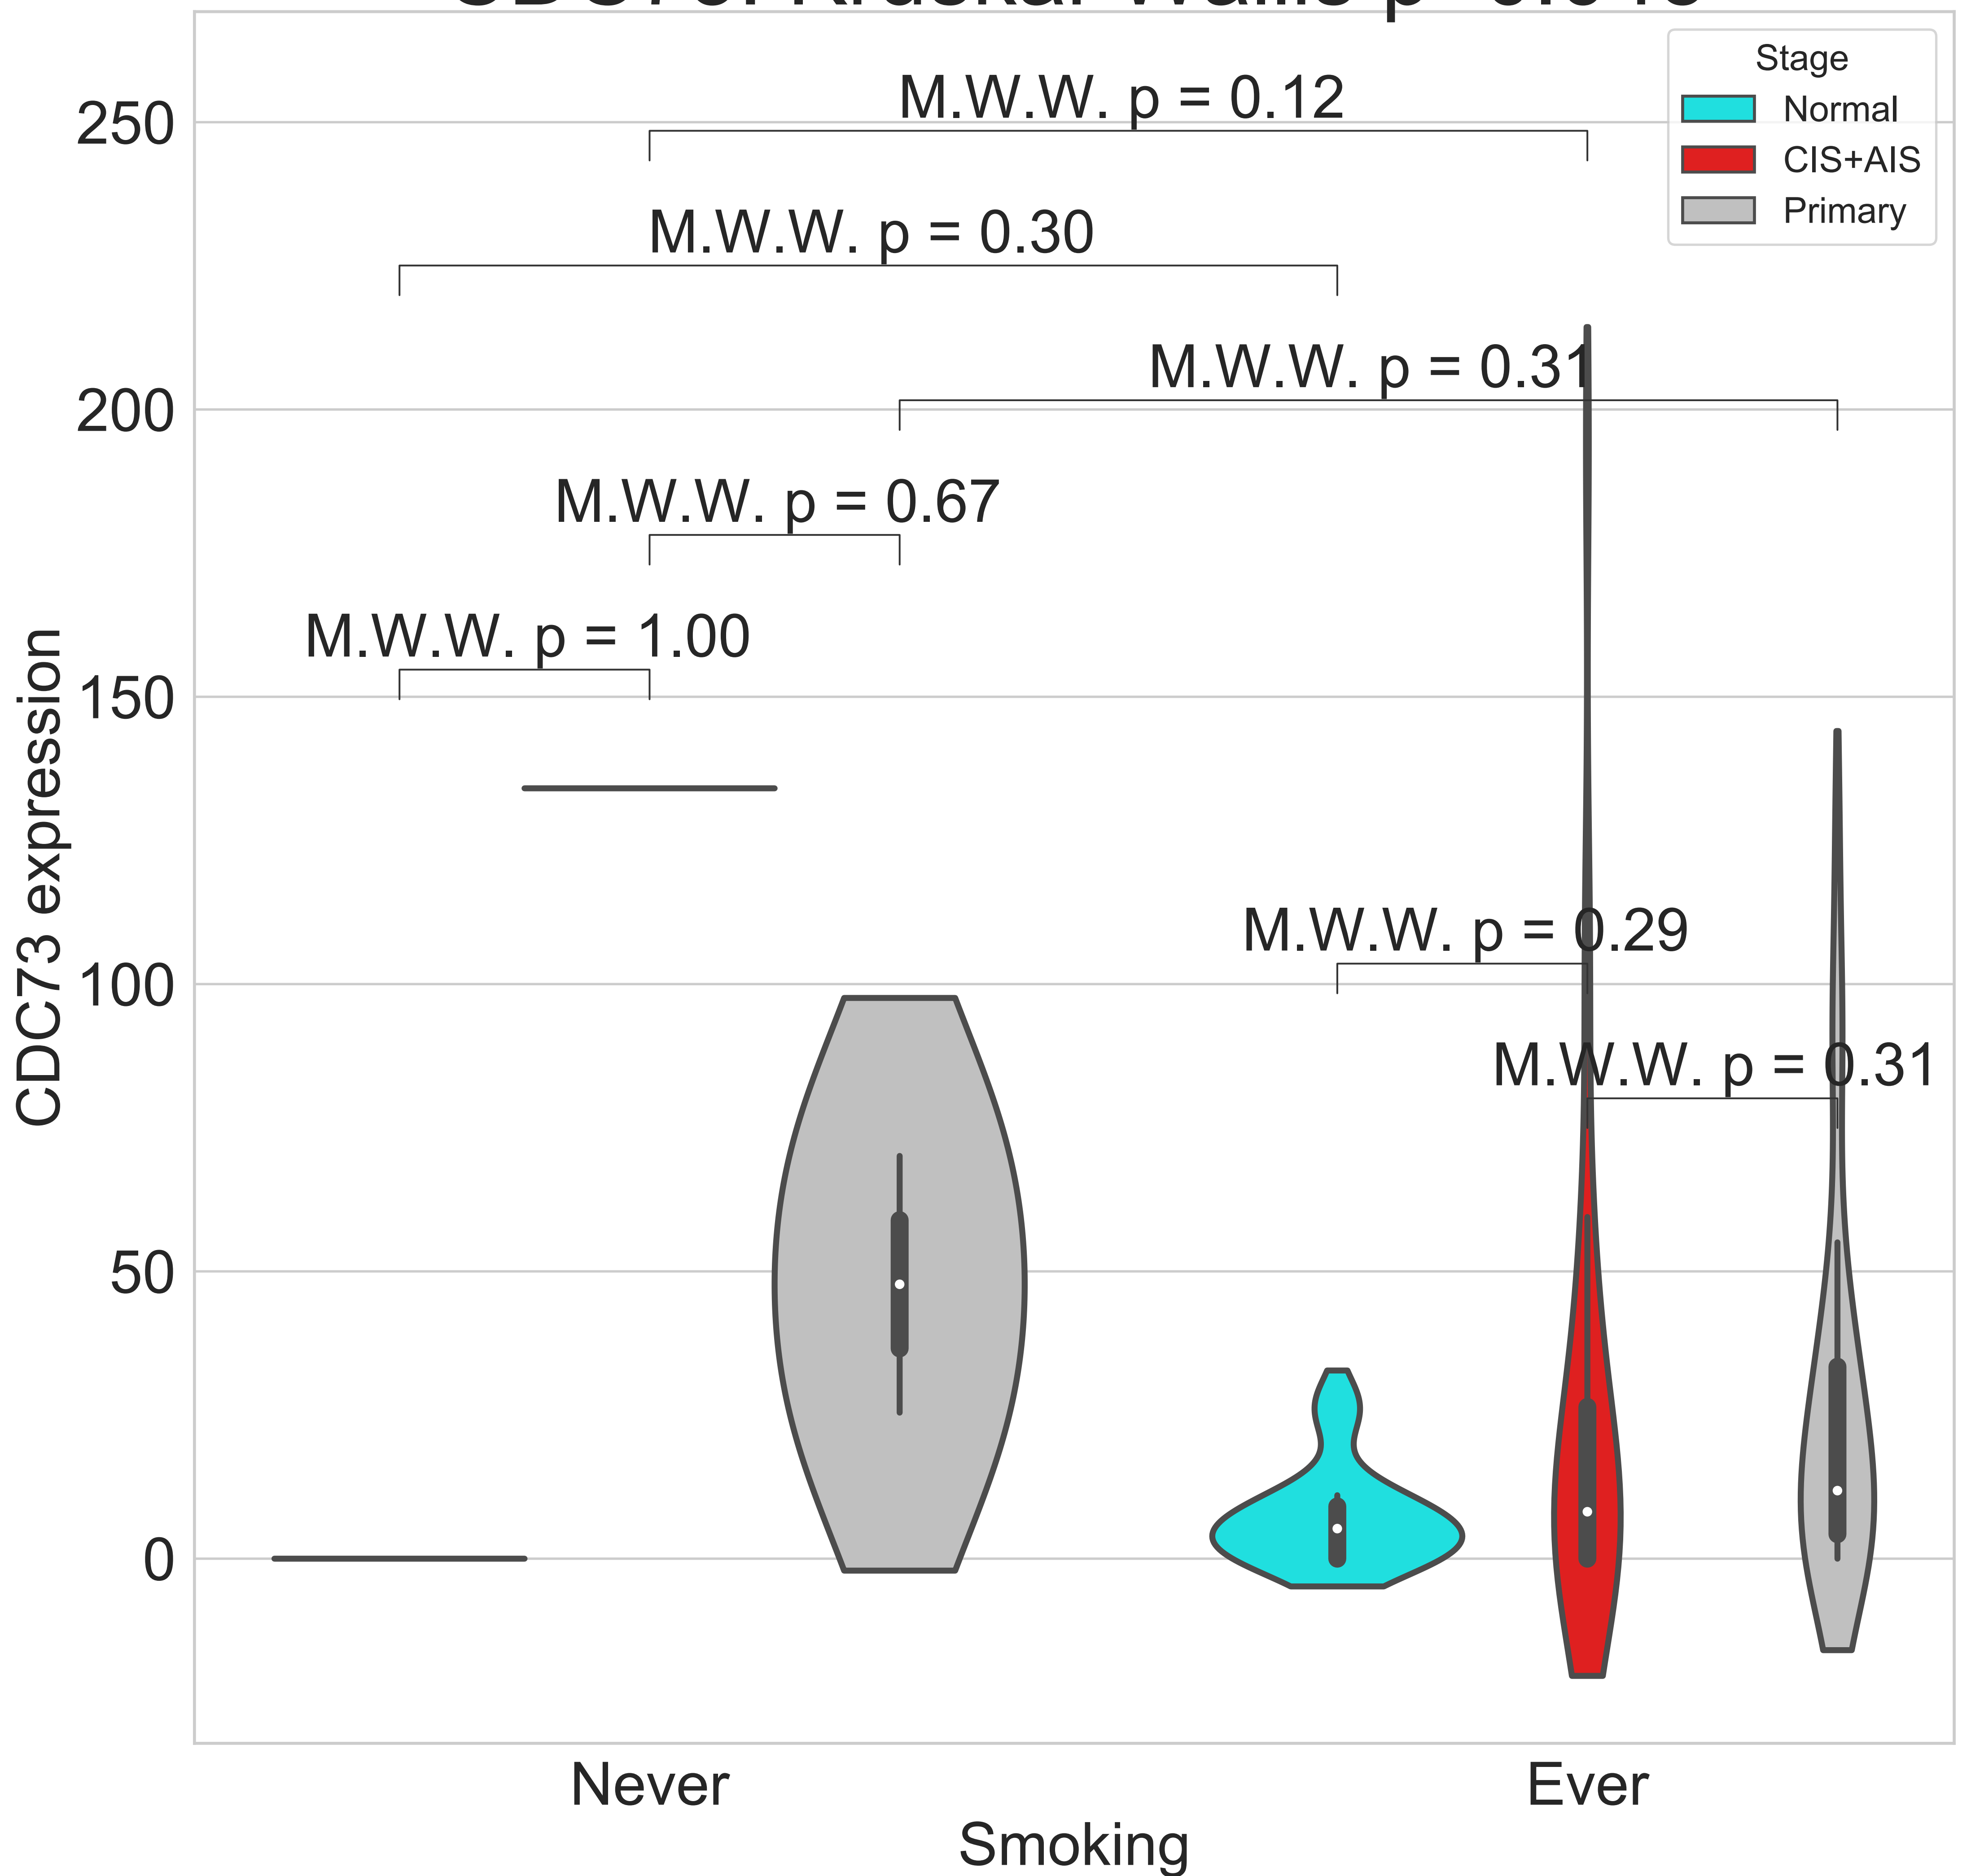 Stage
Normal
CIS+AIS
Primary
M.W.W. p = 0.12
M.W.W. p = 0.30
M.W.W. p = 0.31
M.W.W. p = 0.67
M.W.W. p = 1.00
M.W.W. p = 0.29
M.W.W. p = 0.31
250
200
150
100
50
0
CDC73 expression
Never
Ever
Smoking